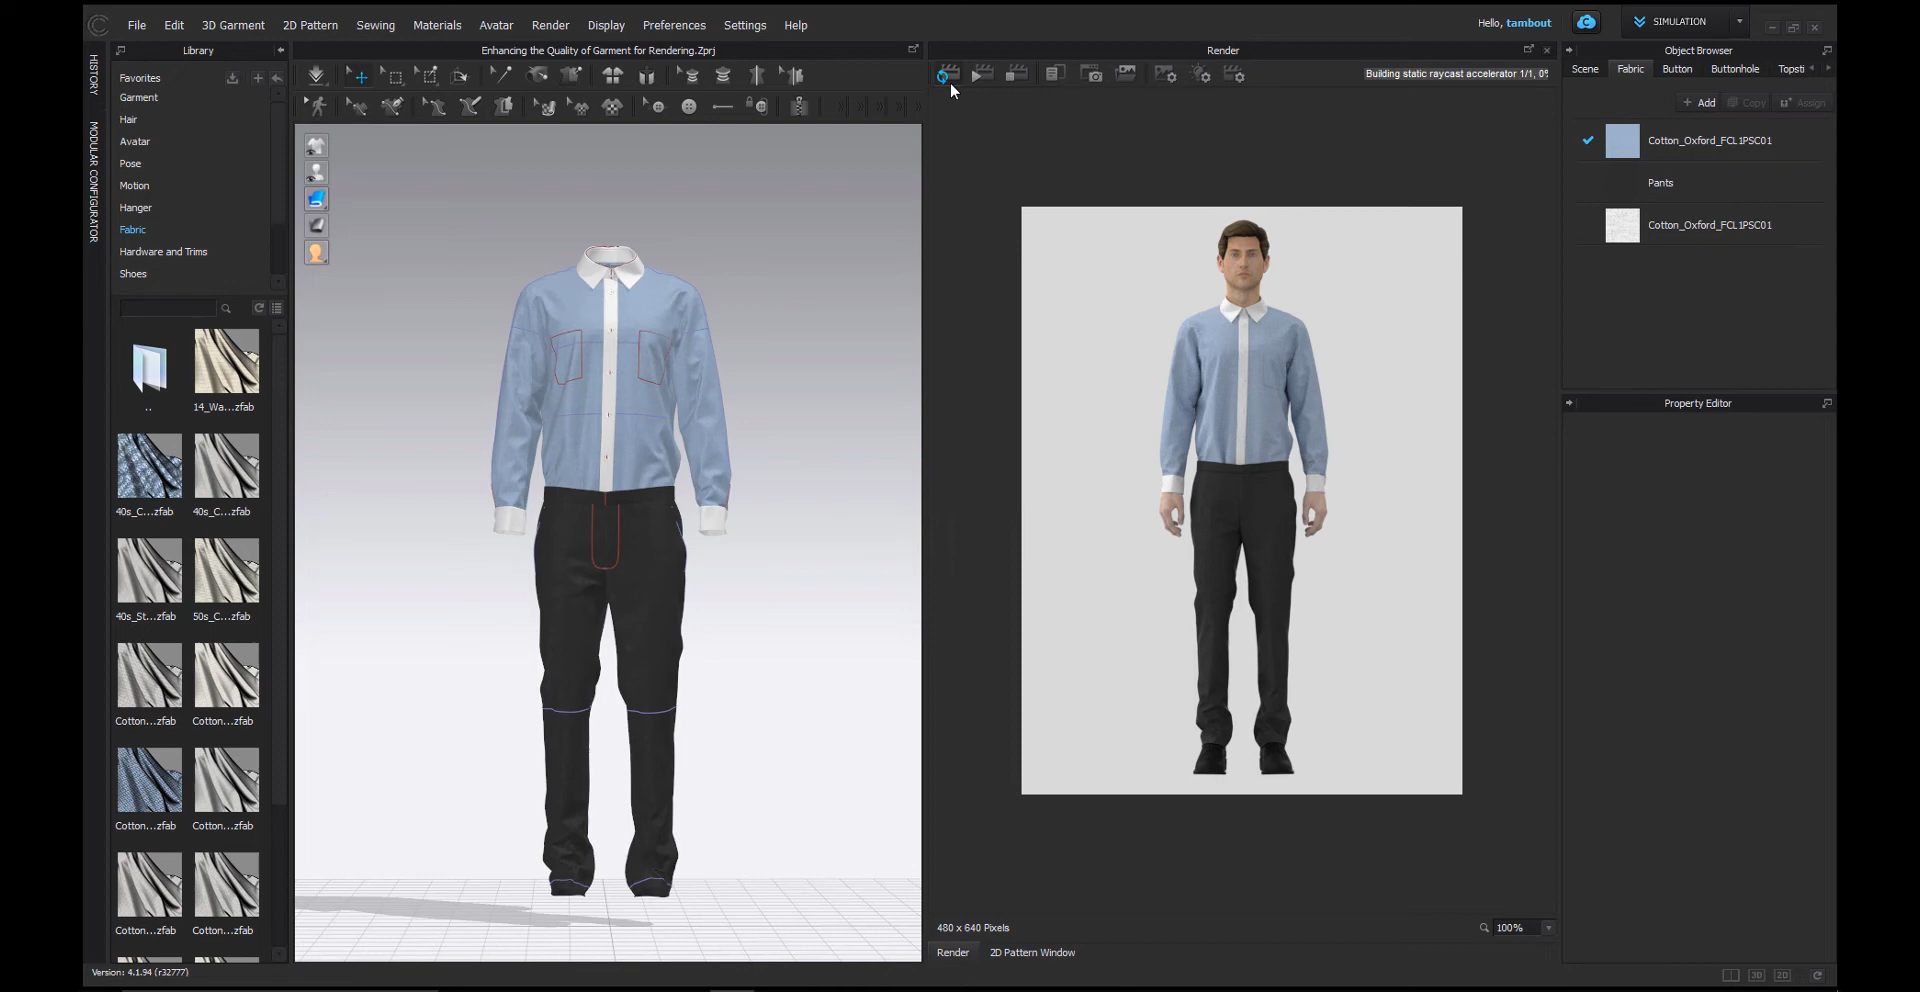 File Edit 3D Garment 2D Pattern Sewing Materials Avatar Render Display Preferences Settings Help
Hello, tambout
SIMULATION
HISTORY
MODULAR CONFIGURATOR
Library
Enhancing the Quality of Garment for Rendering.Zprj
Render
Object Browser
Favorites
Garment
Hair
Avatar
Pose
Motion
Hanger
Fabric
Hardware and Trims
Shoes
Building static raycast accelerator 1/1, 0%
Scene Fabric Button Buttonhole Topsti
+ Add Copy Assign
Cotton_Oxford_FCL1PSC01
Pants
Cotton_Oxford_FCL1PSC01
Property Editor
.. 14_Wa...zfab
40s_C...zfab 40s_C...zfab
40s_St...zfab 50s_C...zfab
Cotton...zfab Cotton...zfab
Cotton...zfab Cotton...zfab
Cotton...zfab Cotton...zfab
480 x 640 Pixels
100%
Render 2D Pattern Window
Version: 4.1.94 (r32777)
3D 2D